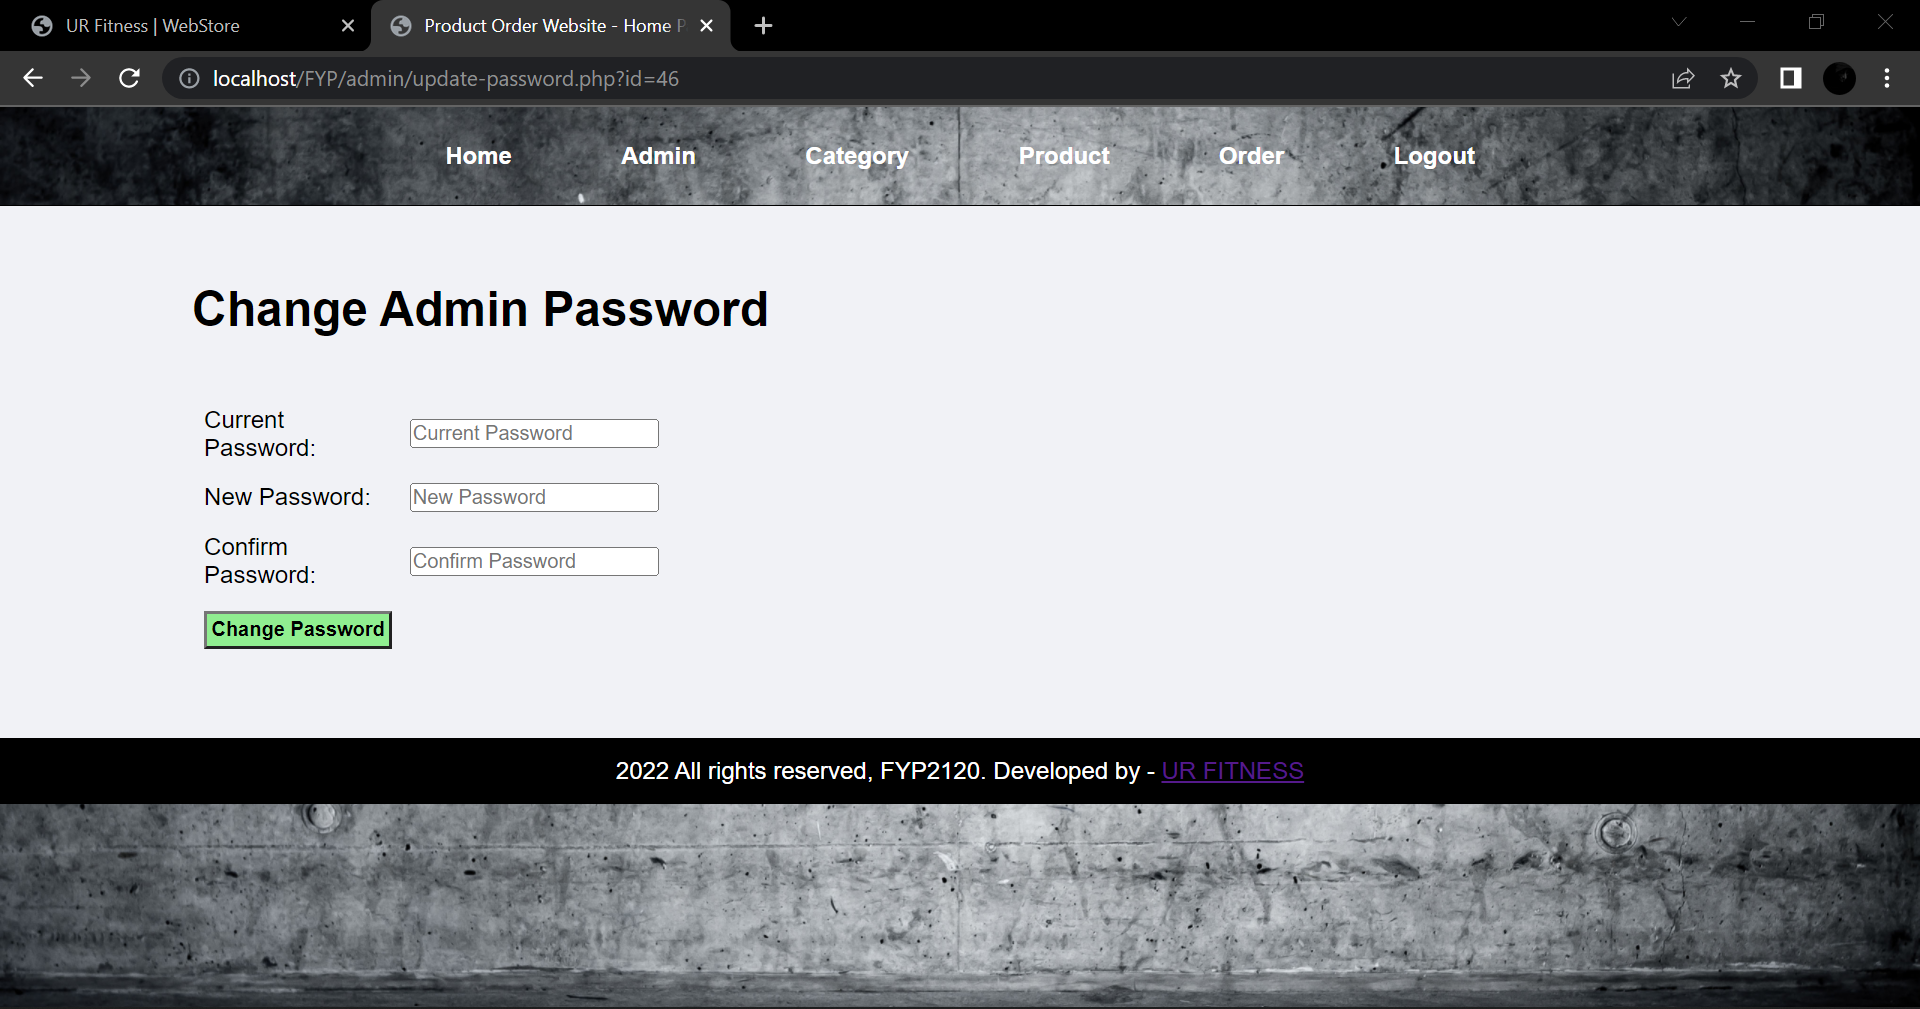 UR Fitness | WebStore
Product Order Website - Home P
localhost/FYP/admin/update-password.php?id=46
Home Admin Category Product Order Logout
Change Admin Password
Current
Password:
Current Password
New Password:
New Password
Confirm
Password:
Confirm Password
Change Password
2022 All rights reserved, FYP2120. Developed by - UR FITNESS